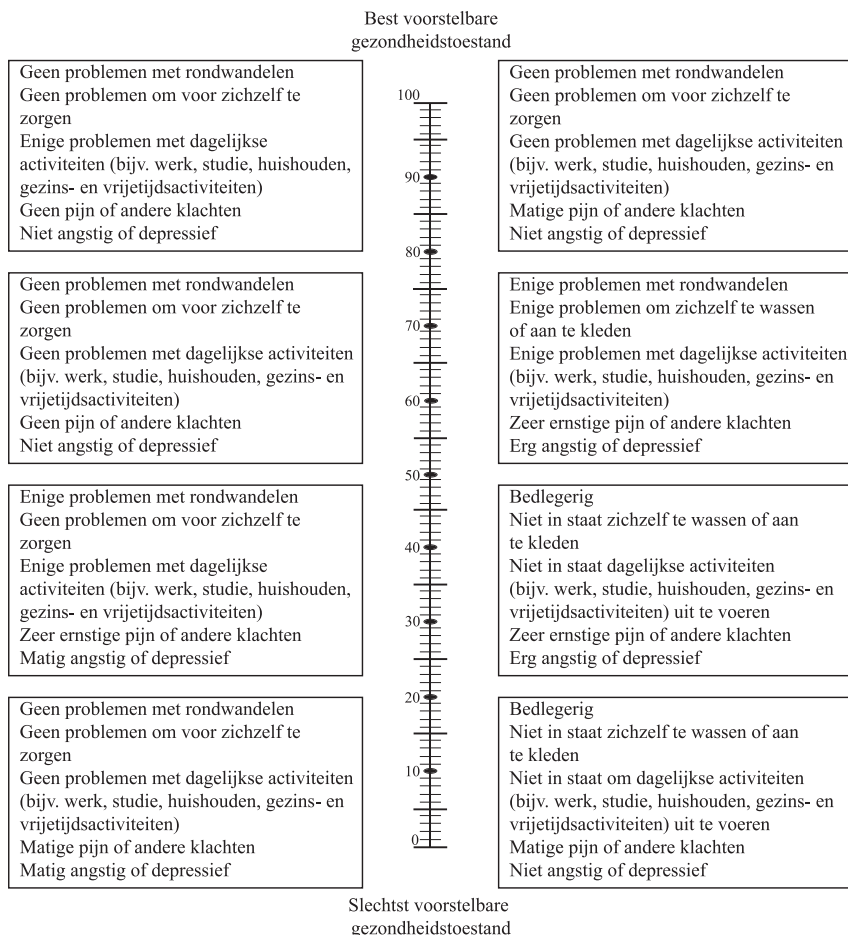 Best voorstelbare
gezondheidstoestand
Geen problemen met rondwandelen
Geen problemen om voor zichzelf te
zorgen
Enige problemen met dagelijkse
activiteiten (bijv. werk, studie, huishouden,
gezins- en vrijetijdsactiviteiten)
Geen pijn of andere klachten
Niet angstig of depressief
Geen problemen met rondwandelen
Geen problemen om voor zichzelf te
zorgen
Geen problemen met dagelijkse activiteiten
(bijv. werk, studie, huishouden, gezins- en
vrijetijdsactiviteiten)
Geen pijn of andere klachten
Niet angstig of depressief
Enige problemen met rondwandelen
Geen problemen om voor zichzelf te
zorgen
Enige problemen met dagelijkse
activiteiten (bijv. werk, studie, huishouden,
gezins- en vrijetijdsactiviteiten)
Zeer ernstige pijn of andere klachten
Matig angstig of depressief
Geen problemen met rondwandelen
Geen problemen om voor zichzelf te
zorgen
Geen problemen met dagelijkse activiteiten
(bijv. werk, studie, huishouden, gezins- en
vrijetijdsactiviteiten)
Matige pijn of andere klachten
Matig angstig of depressief
100
90
80
70
60
50
40
30
20
10
0
Geen problemen met rondwandelen
Geen problemen om voor zichzelf te
zorgen
Geen problemen met dagelijkse activiteiten
(bijv. werk, studie, huishouden, gezins- en
vrijetijdsactiviteiten)
Matige pijn of andere klachten
Niet angstig of depressief
Enige problemen met rondwandelen
Enige problemen om zichzelf te wassen
of aan te kleden
Enige problemen met dagelijkse activiteiten
(bijv. werk, studie, huishouden, gezins- en
vrijetijdsactiviteiten)
Zeer ernstige pijn of andere klachten
Erg angstig of depressief
Bedlegerig
Niet in staat zichzelf te wassen of aan
te kleden
Niet in staat dagelijkse activiteiten
(bijv. werk, studie, huishouden, gezins- en
vrijetijdsactiviteiten) uit te voeren
Zeer ernstige pijn of andere klachten
Erg angstig of depressief
Bedlegerig
Niet in staat zichzelf te wassen of aan
te kleden
Niet in staat om dagelijkse activiteiten
(bijv. werk, studie, huishouden, gezins- en
vrijetijdsactiviteiten) uit te voeren
Matige pijn of andere klachten
Niet angstig of depressief
Slechtst voorstelbare
gezondheidstoestand